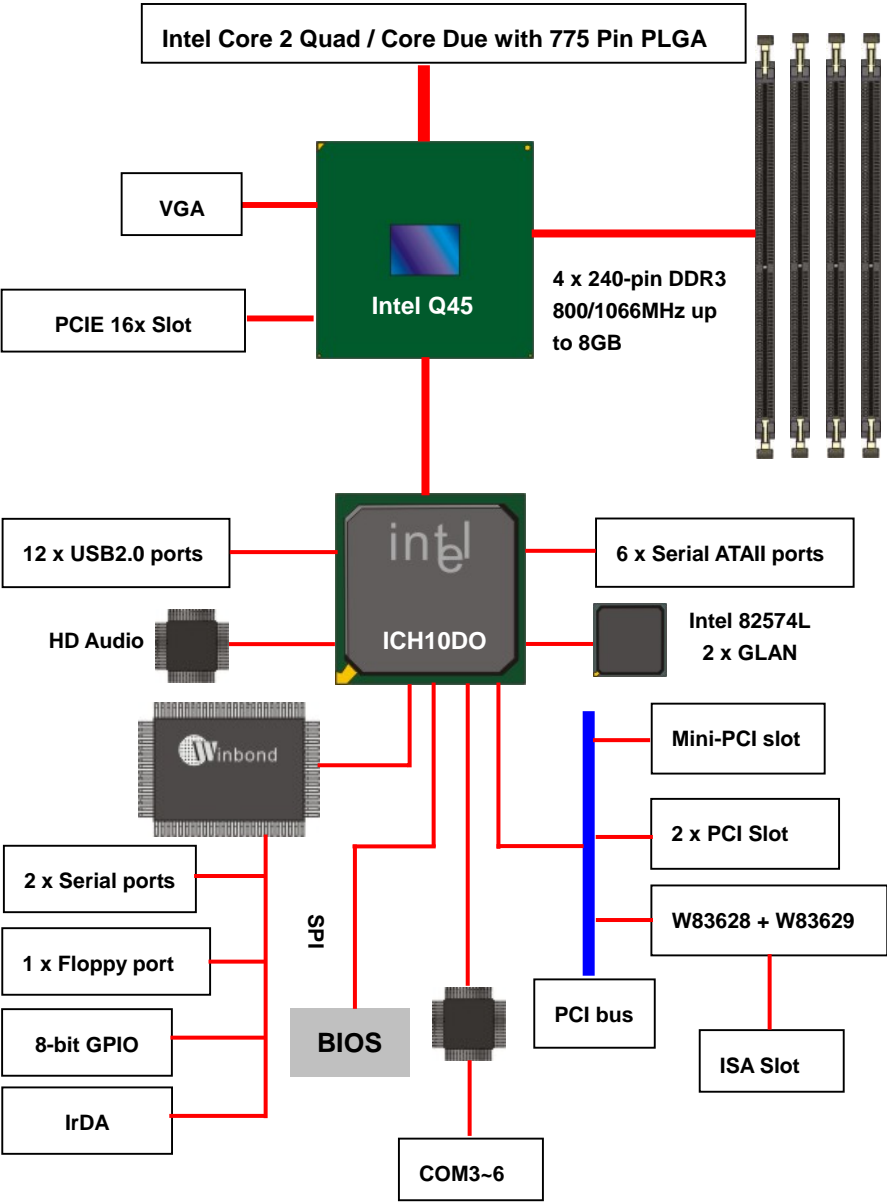 Intel Core 2 Quad / Core Due with 775 Pin PLGA
VGA
Intel Q45
PCIE 16x Slot
4 x 240-pin DDR3
800/1066MHz up
to 8GB
intel
12 x USB2.0 ports
6 x Serial ATAII ports
HD Audio
ICH10DO
Intel 82574L
2 x GLAN
Winbond
Mini-PCI slot
2 x PCI Slot
2 x Serial ports
SPI
W83628 + W83629
1 x Floppy port
PCI bus
8-bit GPIO
BIOS
ISA Slot
IrDA
COM3~6